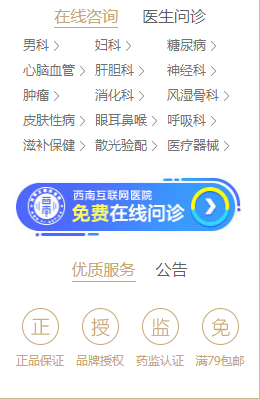 在线咨询 医生问诊
男科 妇科 糖尿病
心脑血管 肝胆科 神经科
肿瘤 消化科 风湿骨科
皮肤性病 眼耳鼻喉 呼吸科
滋补保健 散光验配 医疗器械
西南互联网医院
免费在线问诊
优质服务 公告
正 授 监 免
正品保证 品牌授权 药监认证 满79包邮